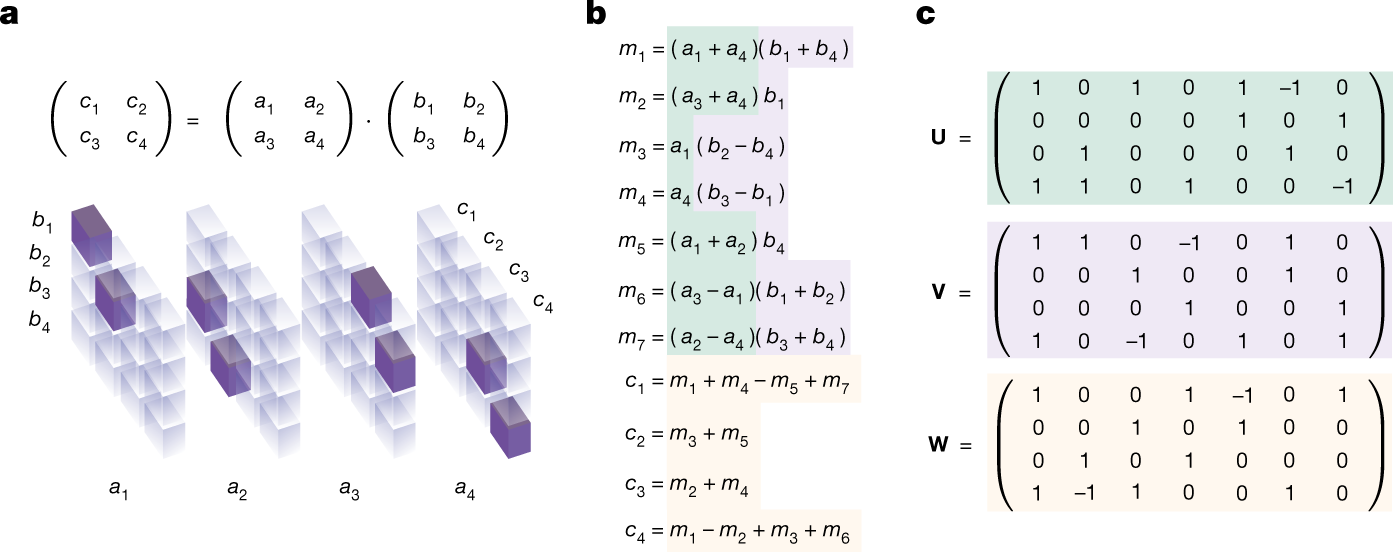 a
( c1 c2 ) = ( a1 a2 ) · ( b1 b2 )
( c3 c4 ) ( a3 a4 ) ( b3 b4 )
b1
b2
b3
b4
c1
c2
c3
c4
a1 a2 a3 a4
b
m1 = (a1 + a4)(b1 + b4)
m2 = (a3 + a4) b1
m3 = a1 (b2 − b4)
m4 = a4 (b3 − b1)
m5 = (a1 + a2) b4
m6 = (a3 − a1)(b1 + b2)
m7 = (a2 − a4)(b3 + b4)
c1 = m1 + m4 − m5 + m7
c2 = m3 + m5
c3 = m2 + m4
c4 = m1 − m2 + m3 + m6
c
U =
1 0 1 0 1 −1 0
0 0 0 0 1 0 1
0 1 0 0 0 1 0
1 1 0 1 0 0 −1
V =
1 1 0 −1 0 1 0
0 0 1 0 0 1 0
0 0 0 1 0 0 1
1 0 −1 0 1 0 1
W =
1 0 0 1 −1 0 1
0 0 1 0 1 0 0
0 1 0 1 0 0 0
1 −1 1 0 0 1 0